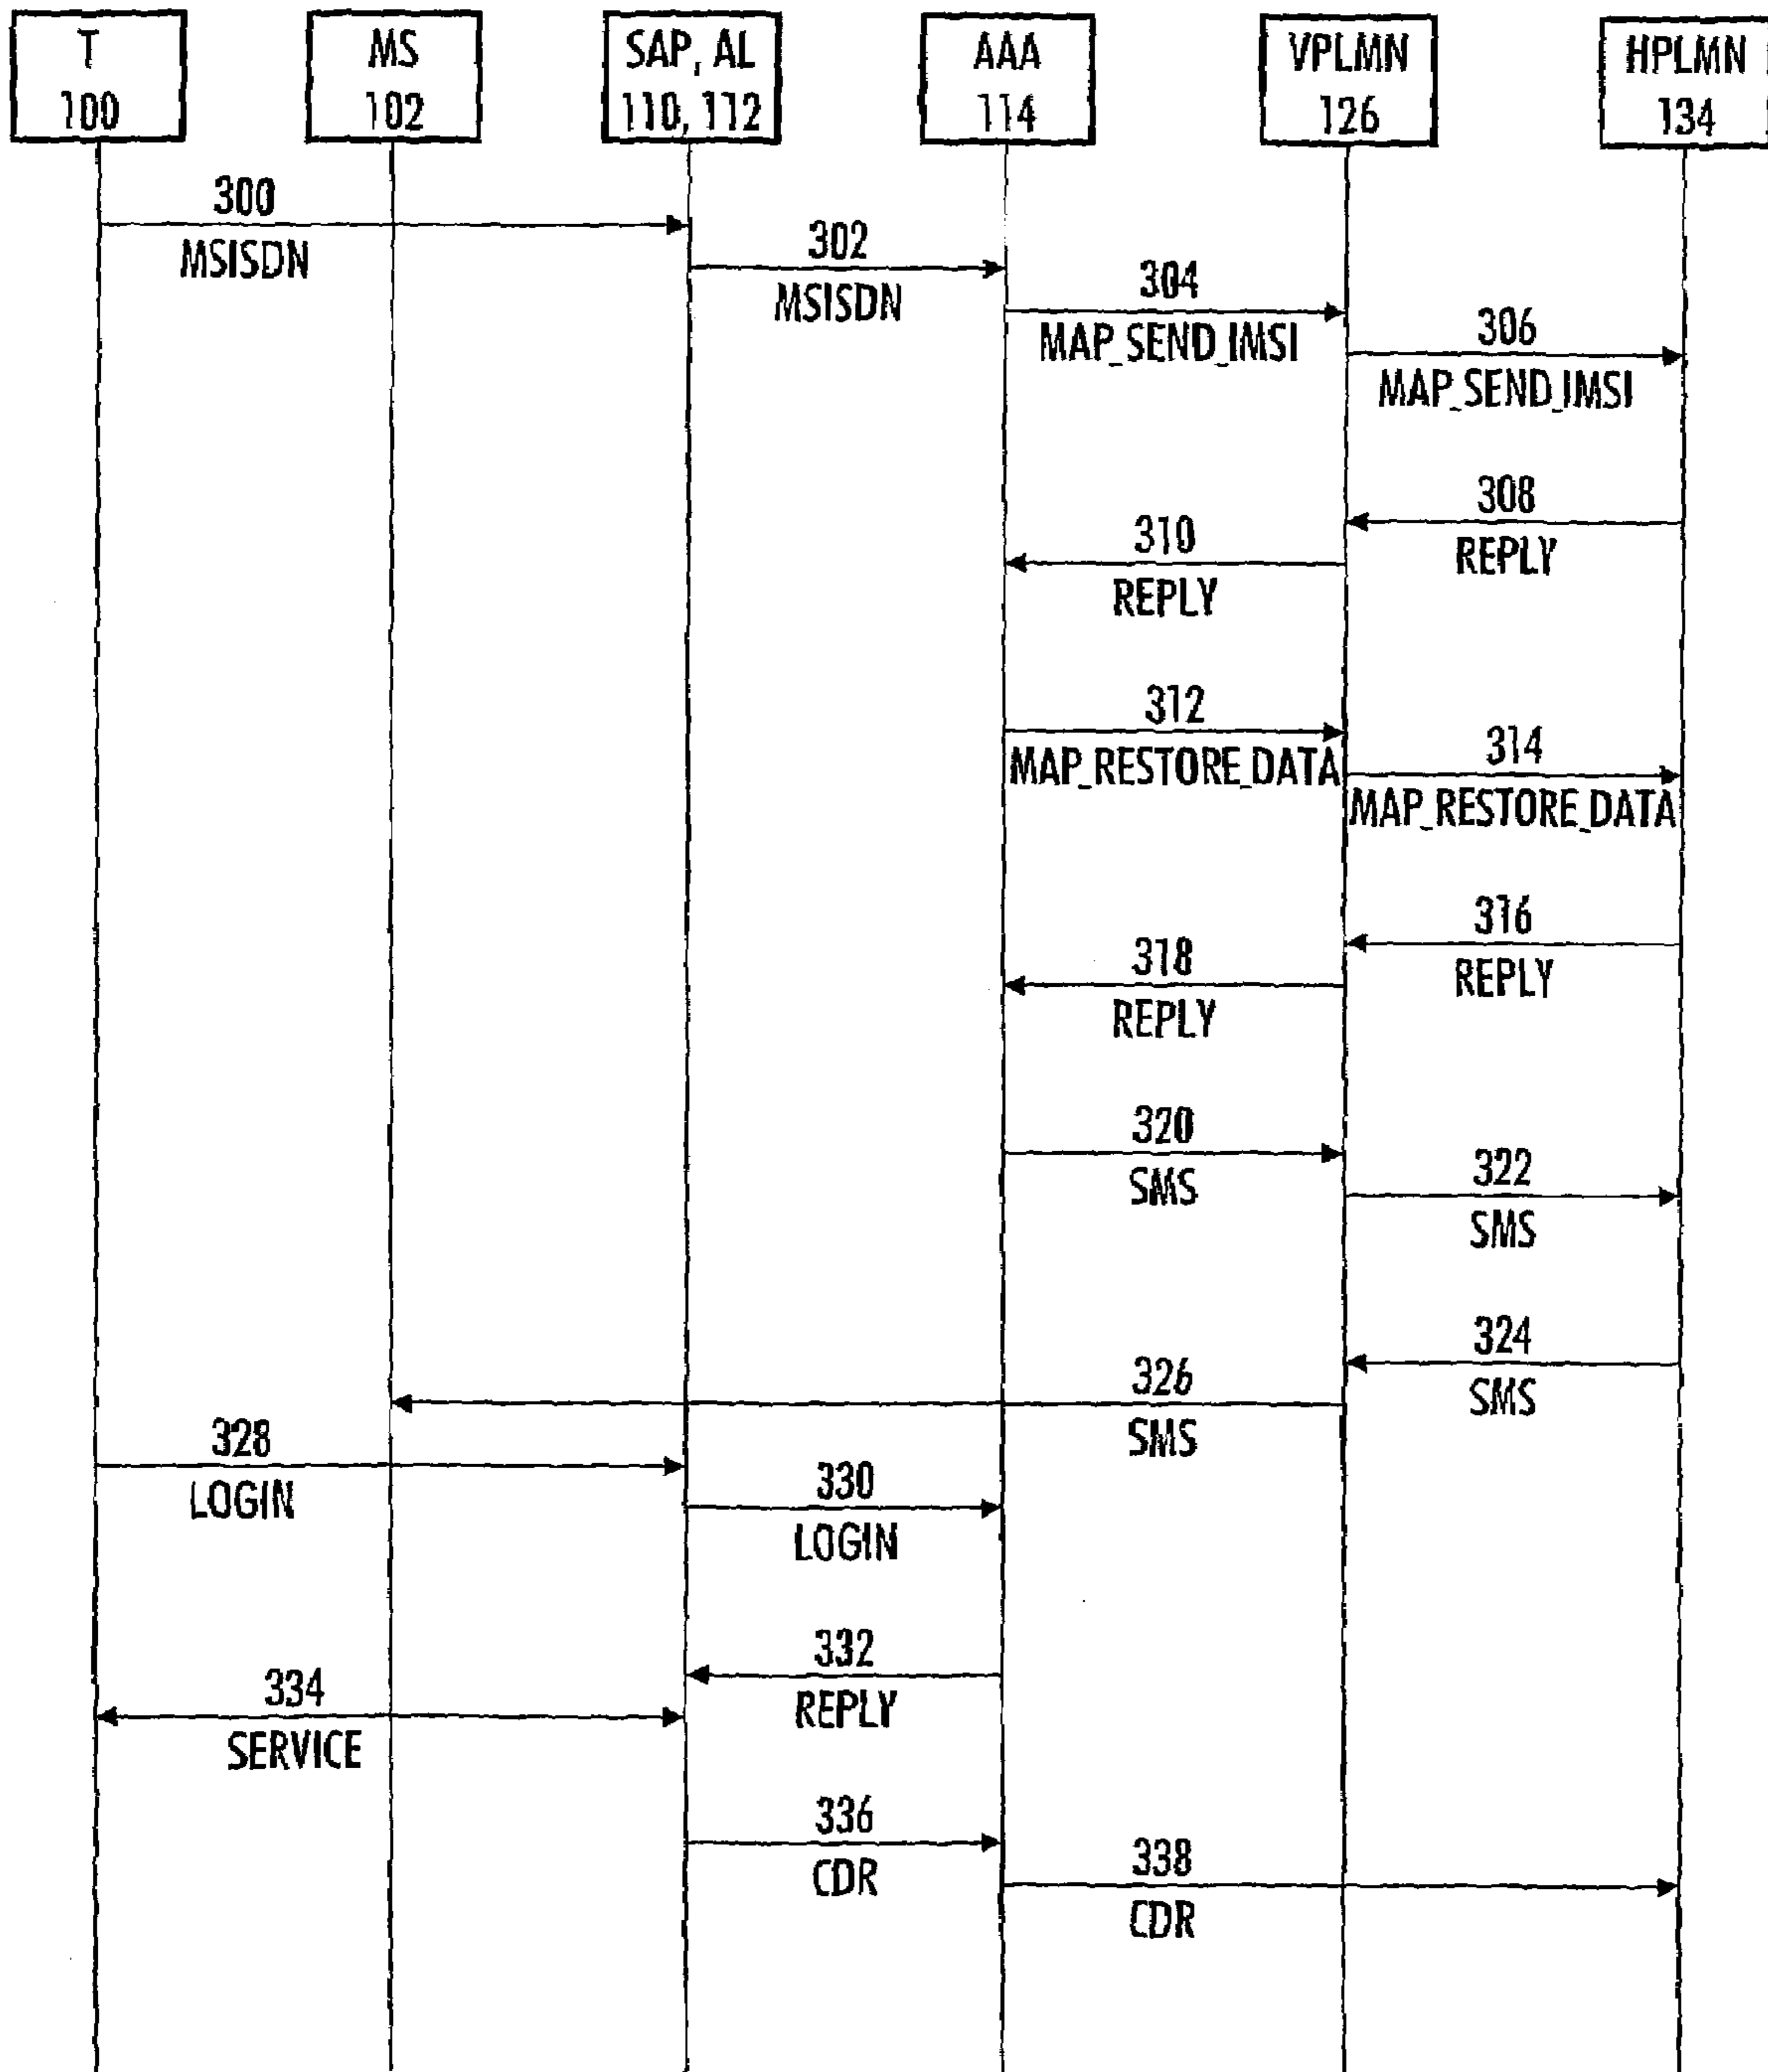 T
100
MS
102
SAP, AL
110, 112
AAA
114
VPLMN
126
HPLMN
134
300
MSISDN
302
MSISDN
304
MAP_SEND_IMSI
306
MAP_SEND_IMSI
308
REPLY
310
REPLY
312
MAP_RESTORE_DATA
314
MAP_RESTORE_DATA
316
REPLY
318
REPLY
320
SMS
322
SMS
324
SMS
326
SMS
328
LOGIN
330
LOGIN
332
REPLY
334
SERVICE
336
CDR
338
CDR